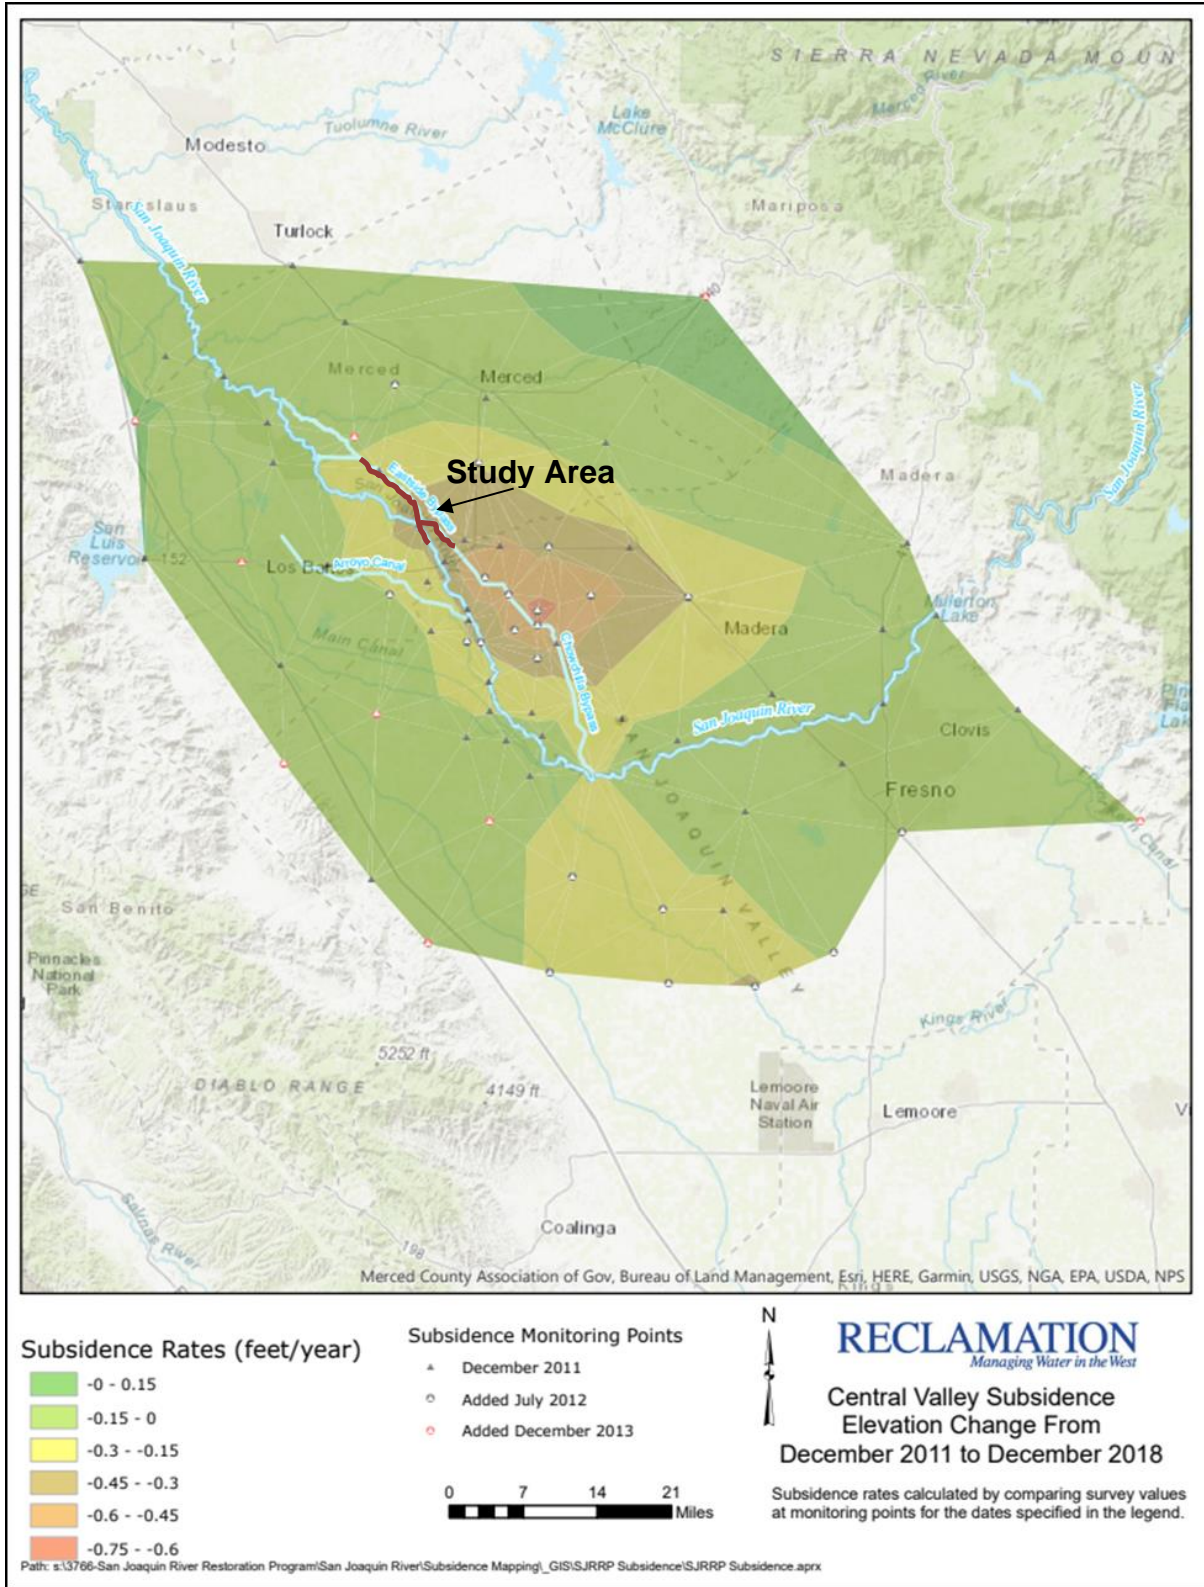 SIERRA NEVADA MOUN
Merced River
Lake
McClure
Tuolumne River
Modesto
Stanislaus
San Joaquin River
Mariposa
Turlock
140
Merced
Merced
San Joaquin River
Study Area
Eastside Bypass
Madera
San
Luis
Reservoir
152
Los Banos
Arroyo Canal
Millerton
Lake
Main Canal
Madera
Chowchilla Bypass
San Joaquin River
Clovis
SAN JOAQUIN VALLEY
Fresno
San Benito
Pinnacles
National
Park
Kings River
5252 ft
DIABLO RANGE
4149 ft
Lemoore
Naval Air
Station
Lemoore
Vi
Salinas River
Coalinga
198
Merced County Association of Gov, Bureau of Land Management, Esri, HERE, Garmin, USGS, NGA, EPA, USDA, NPS
Kings
Subsidence Rates (feet/year)
-0 - 0.15
-0.15 - 0
-0.3 - -0.15
-0.45 - -0.3
-0.6 - -0.45
-0.75 - -0.6
Subsidence Monitoring Points
December 2011
Added July 2012
Added December 2013
0 7 14 21
Miles
N
RECLAMATION
Managing Water in the West
Central Valley Subsidence
Elevation Change From
December 2011 to December 2018
Subsidence rates calculated by comparing survey values
at monitoring points for the dates specified in the legend.
Path: s:\3766-San Joaquin River Restoration Program\San Joaquin River\Subsidence Mapping\_GIS\SJRRP Subsidence\SJRRP Subsidence.aprx